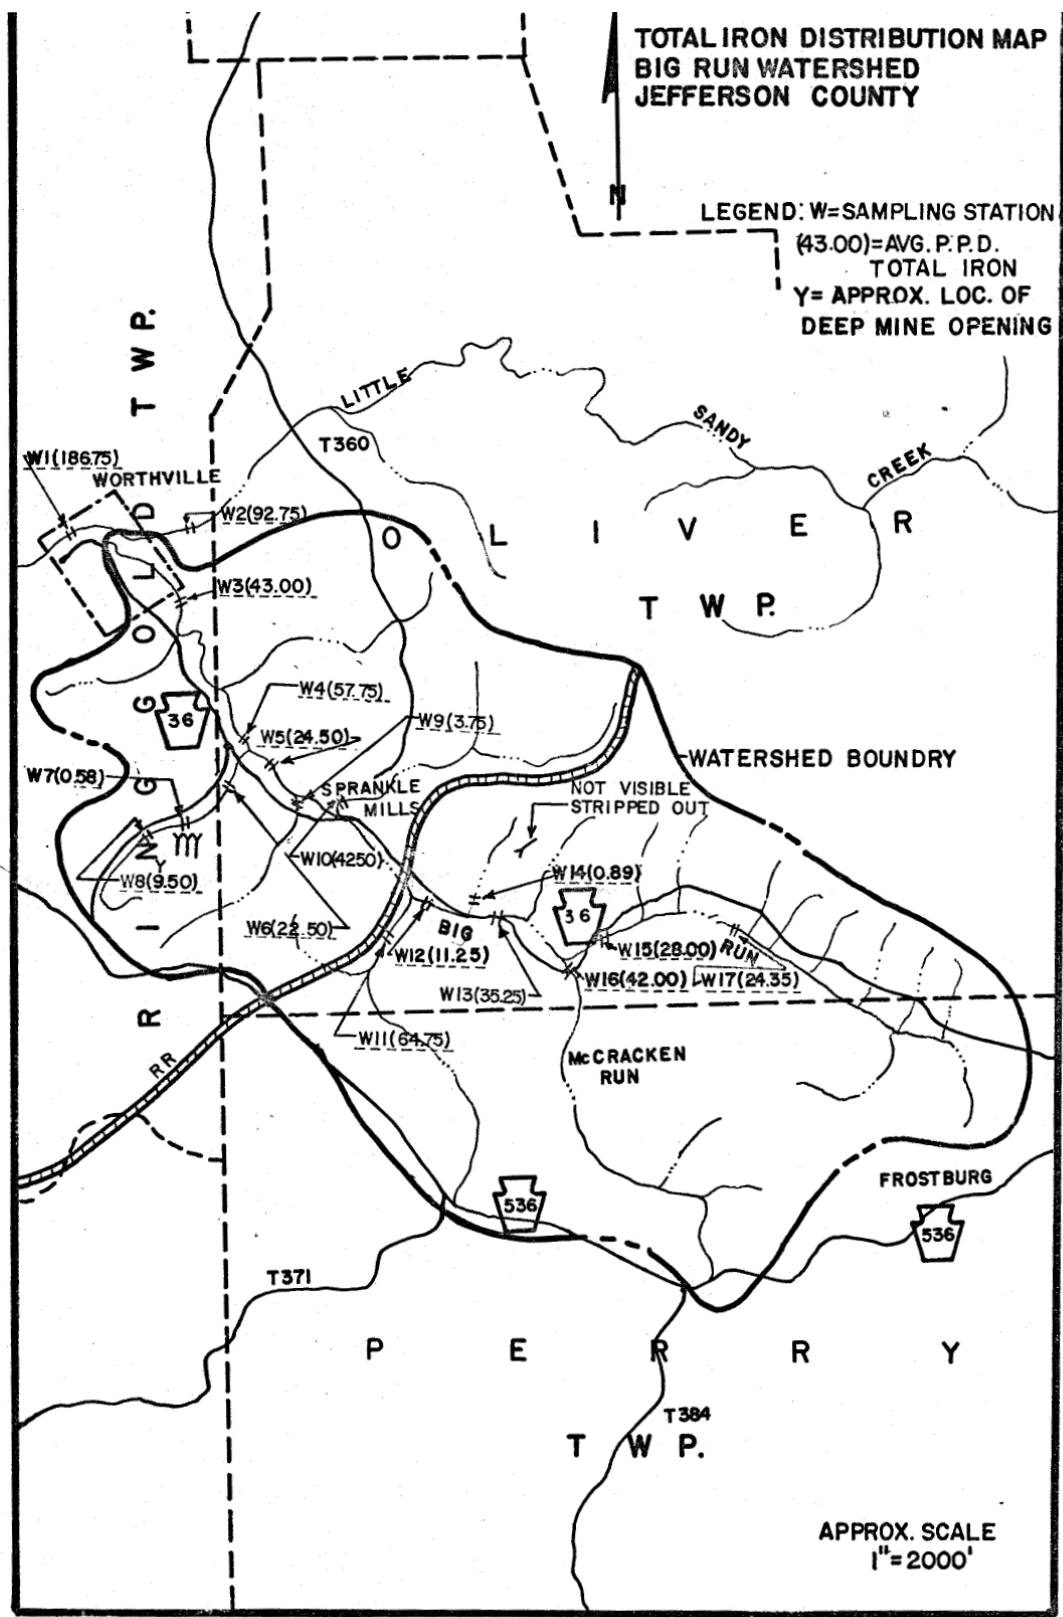 TOTAL IRON DISTRIBUTION MAP
BIG RUN WATERSHED
JEFFERSON COUNTY
N
LEGEND: W=SAMPLING STATION
(43.00)=AVG. P.P.D.
TOTAL IRON
Y= APPROX. LOC. OF
DEEP MINE OPENING
LITTLE
SANDY
CREEK
T360
W1(186.75)
WORTHVILLE
W2(92.75)
OLIVER
TWP.
RINGGOLD TWP.
W3(43.00)
W4(57.75)
36
W9(3.75)
W5(24.50)
WATERSHED BOUNDRY
W7(0.58)
SPRANKLE
MILLS
NOT VISIBLE
STRIPPED OUT
YYY
Y
Y
W10(4250)
W14(0.89)
W8(9.50)
36
W6(22.50)
BIG
RUN
W12(11.25)
W15(28.00)
W16(42.00)
W17(24.35)
W13(35.25)
W11(64.75)
RR
McCRACKEN
RUN
FROSTBURG
536
536
T371
PERRY
T384
TWP.
APPROX. SCALE
1"=2000'